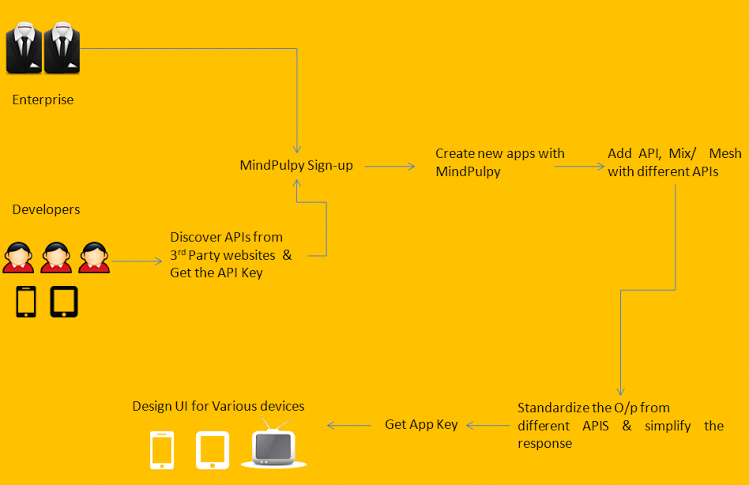 Enterprise
MindPulpy Sign-up
Create new apps with
MindPulpy
Add API, Mix/ Mesh
with different APIs
Developers
Discover APIs from
3rd Party websites &
Get the API Key
Design UI for Various devices
Get App Key
Standardize the O/p from
different APIS & simplify the
response